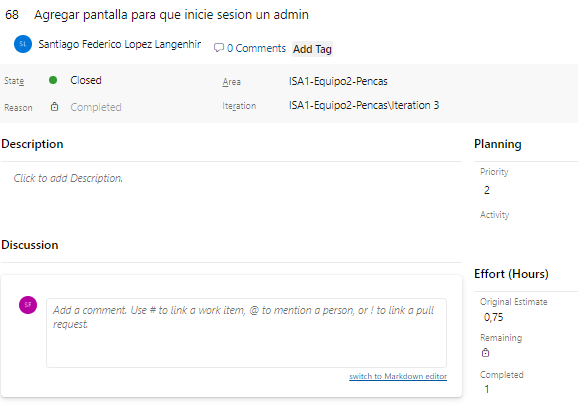 68 Agregar pantalla para que inicie sesion un admin
SL Santiago Federico Lopez Langenhir 0 Comments Add Tag
State Closed Area ISA1-Equipo2-Pencas
Reason Completed Iteration ISA1-Equipo2-Pencas\Iteration 3
Description
Click to add Description.
Planning
Priority
2
Activity
Discussion
SF
Add a comment. Use # to link a work item, @ to mention a person, or ! to link a pull
request.
switch to Markdown editor
Effort (Hours)
Original Estimate
0,75
Remaining
Completed
1